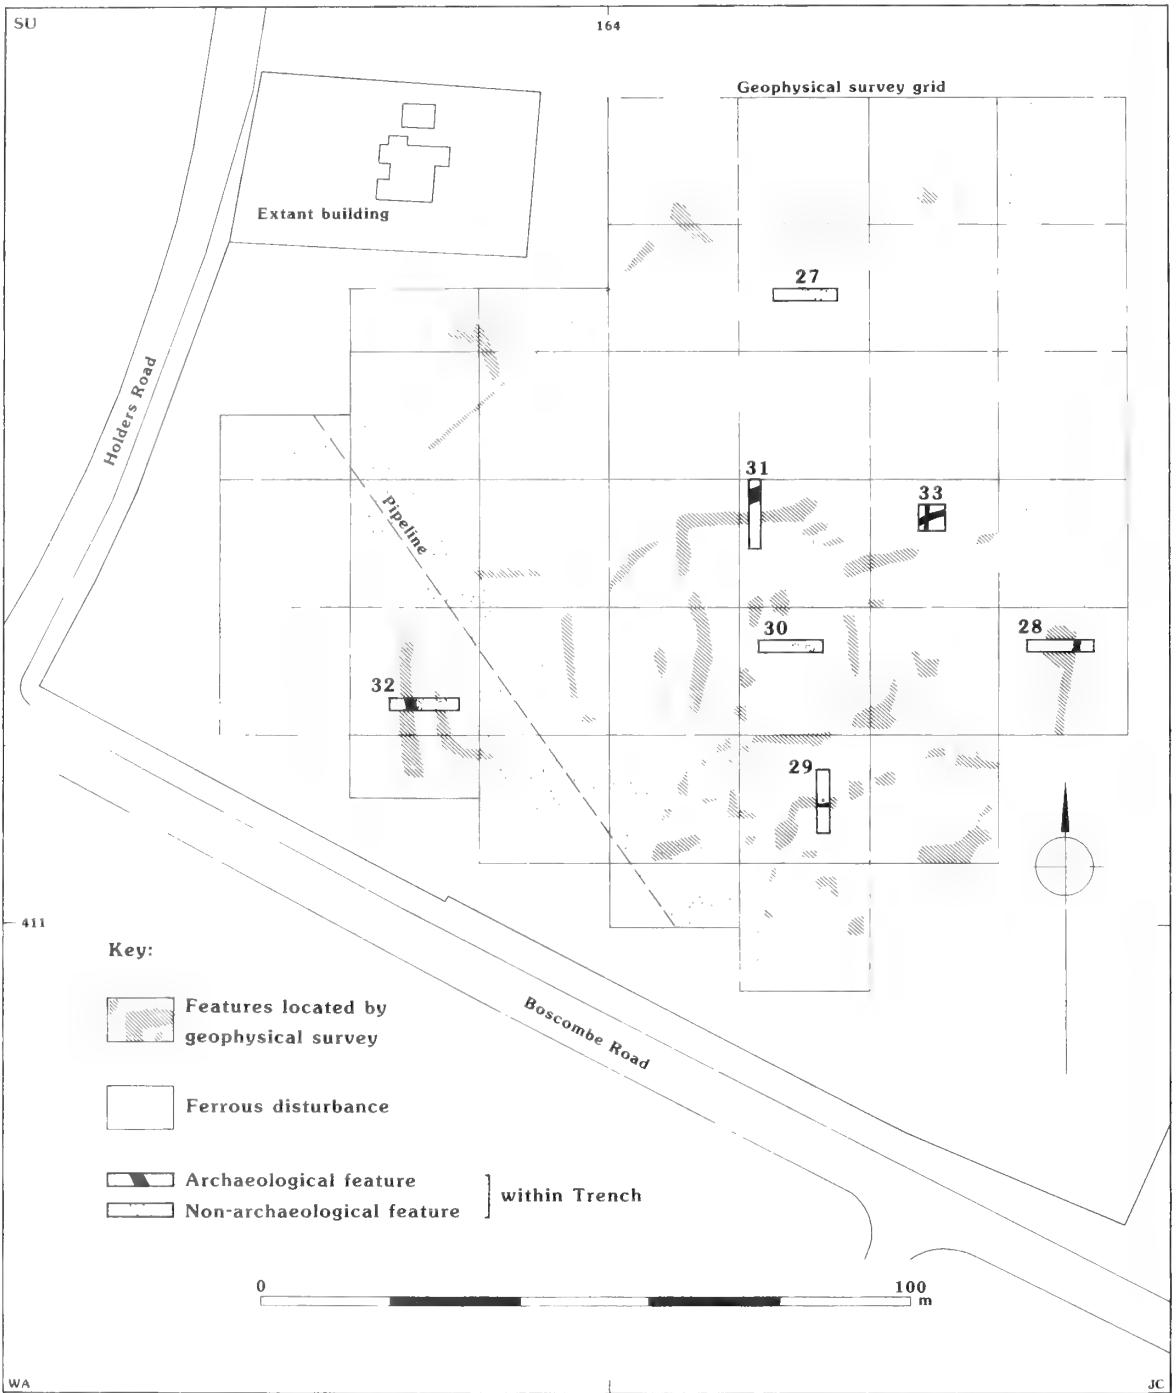 SU
164
Geophysical survey grid
Extant building
27
Holders Road
31
33
Pipeline
30
28
32
29
411
Key:
Features located by
geophysical survey
Boscombe Road
Ferrous disturbance
Archaeological feature
within Trench
Non-archaeological feature
0
100
m
WA
JC